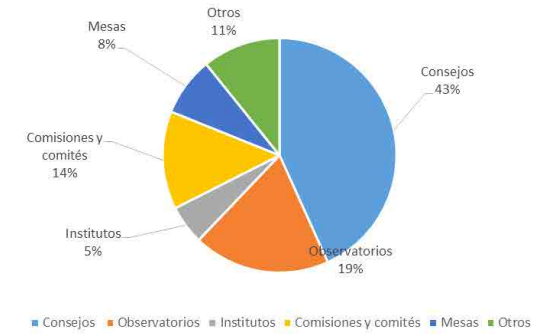 Otros
11%
Mesas
8%
Consejos
43%
Comisiones y
comités
14%
Institutos
5%
Observatorios
19%
Consejos Observatorios Institutos Comisiones y comités Mesas Otros